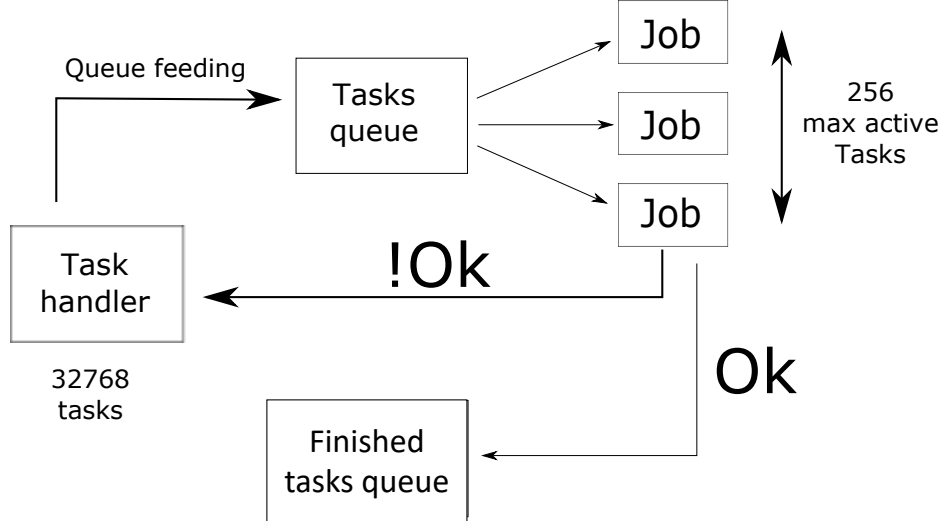 Queue feeding
Tasks
queue
Job
Job
Job
256
max active
Tasks
!Ok
Task
handler
32768
tasks
Ok
Finished
tasks queue